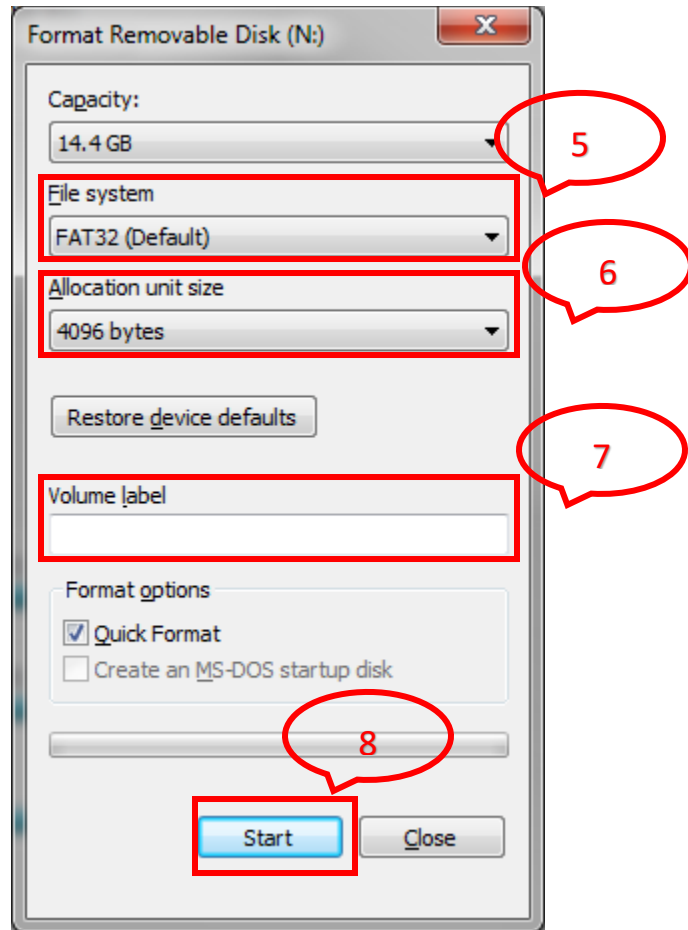 Format Removable Disk (N:)
Capacity:
14.4 GB
5
File system
FAT32 (Default)
6
Allocation unit size
4096 bytes
Restore device defaults
7
Volume label
Format options
Quick Format
Create an MS-DOS startup disk
8
Start
Close